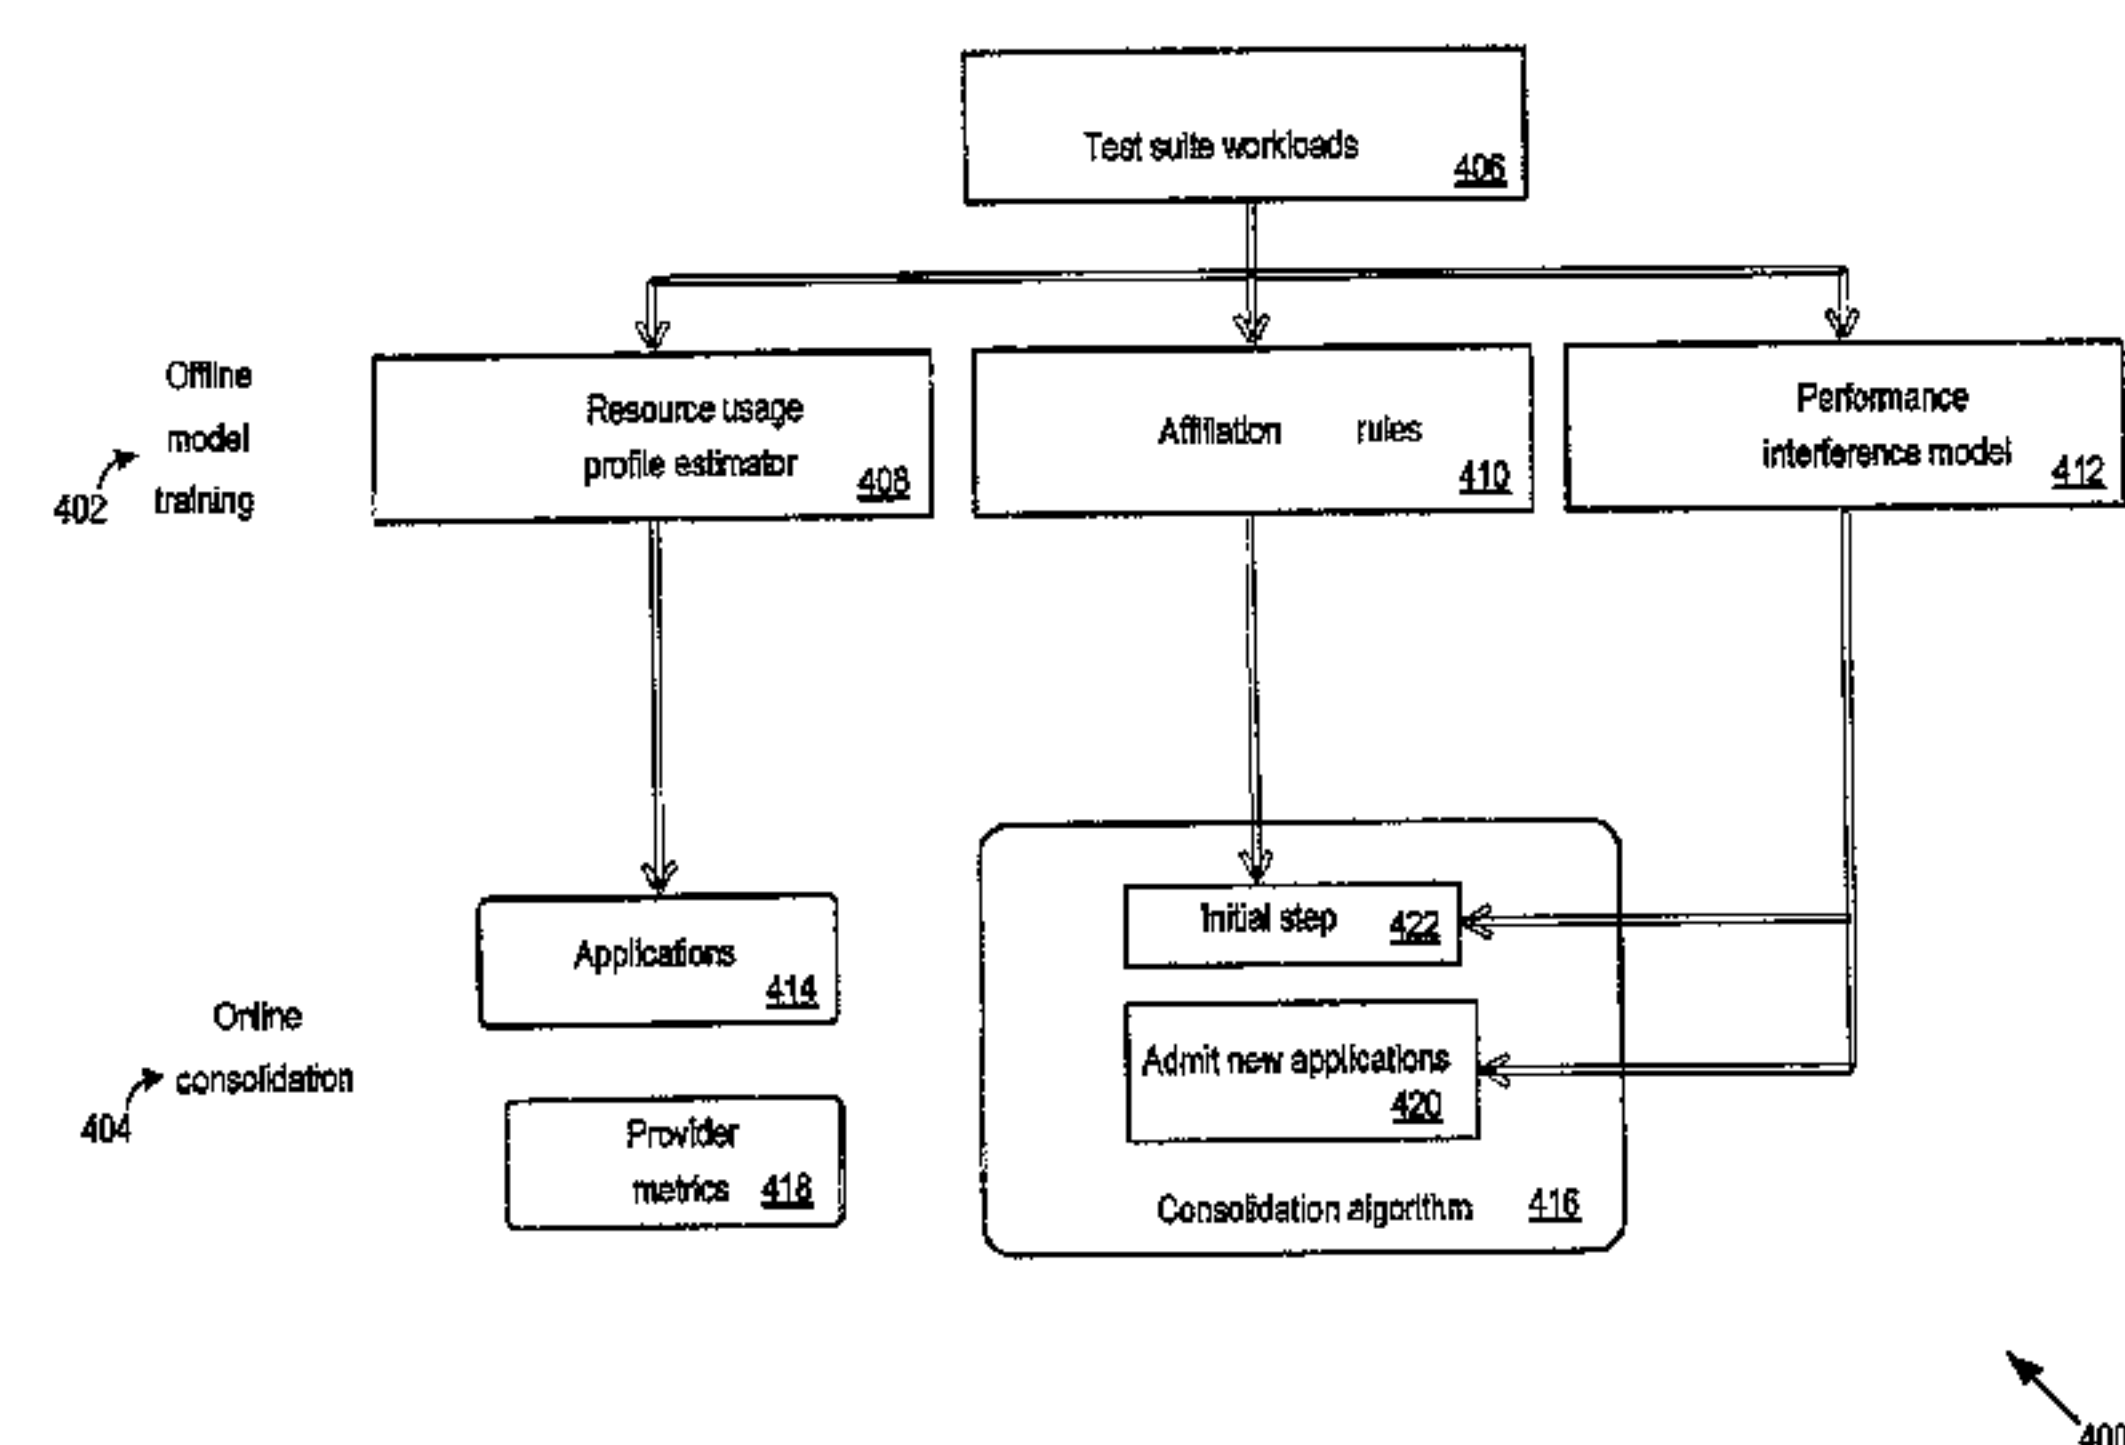 Test suite workloads
406
Offline
model
training
402
Resource usage
profile estimator
408
Affiliation rules
410
Performance
interference model
412
Initial step 422
Applications
414
Online
consolidation
404
Admit new applications
420
Provider
metrics 418
Consolidation algorithm 416
400